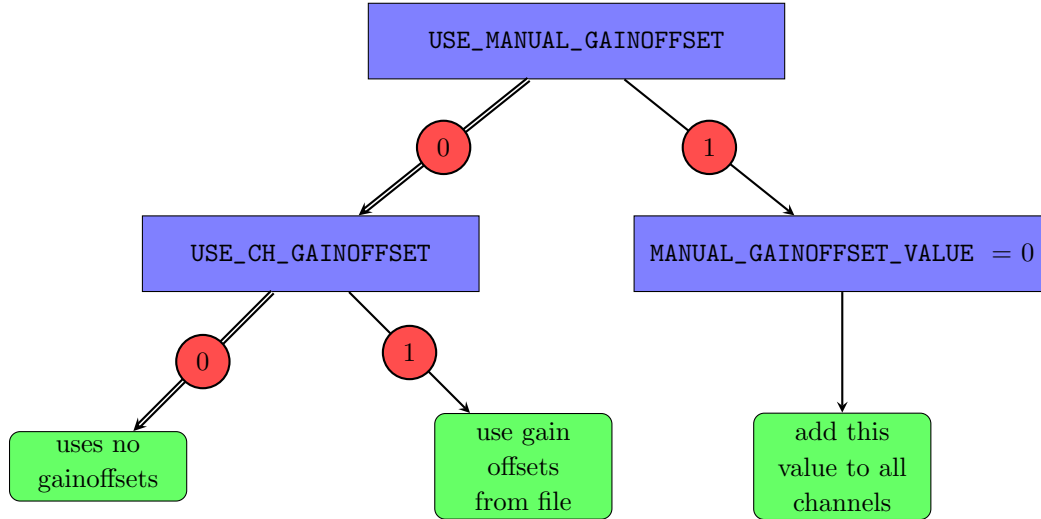 USE_MANUAL_GAINOFFSET
0
1
USE_CH_GAINOFFSET
MANUAL_GAINOFFSET_VALUE = 0
0
1
uses no
gainoffsets
use gain
offsets
from file
add this
value to all
channels